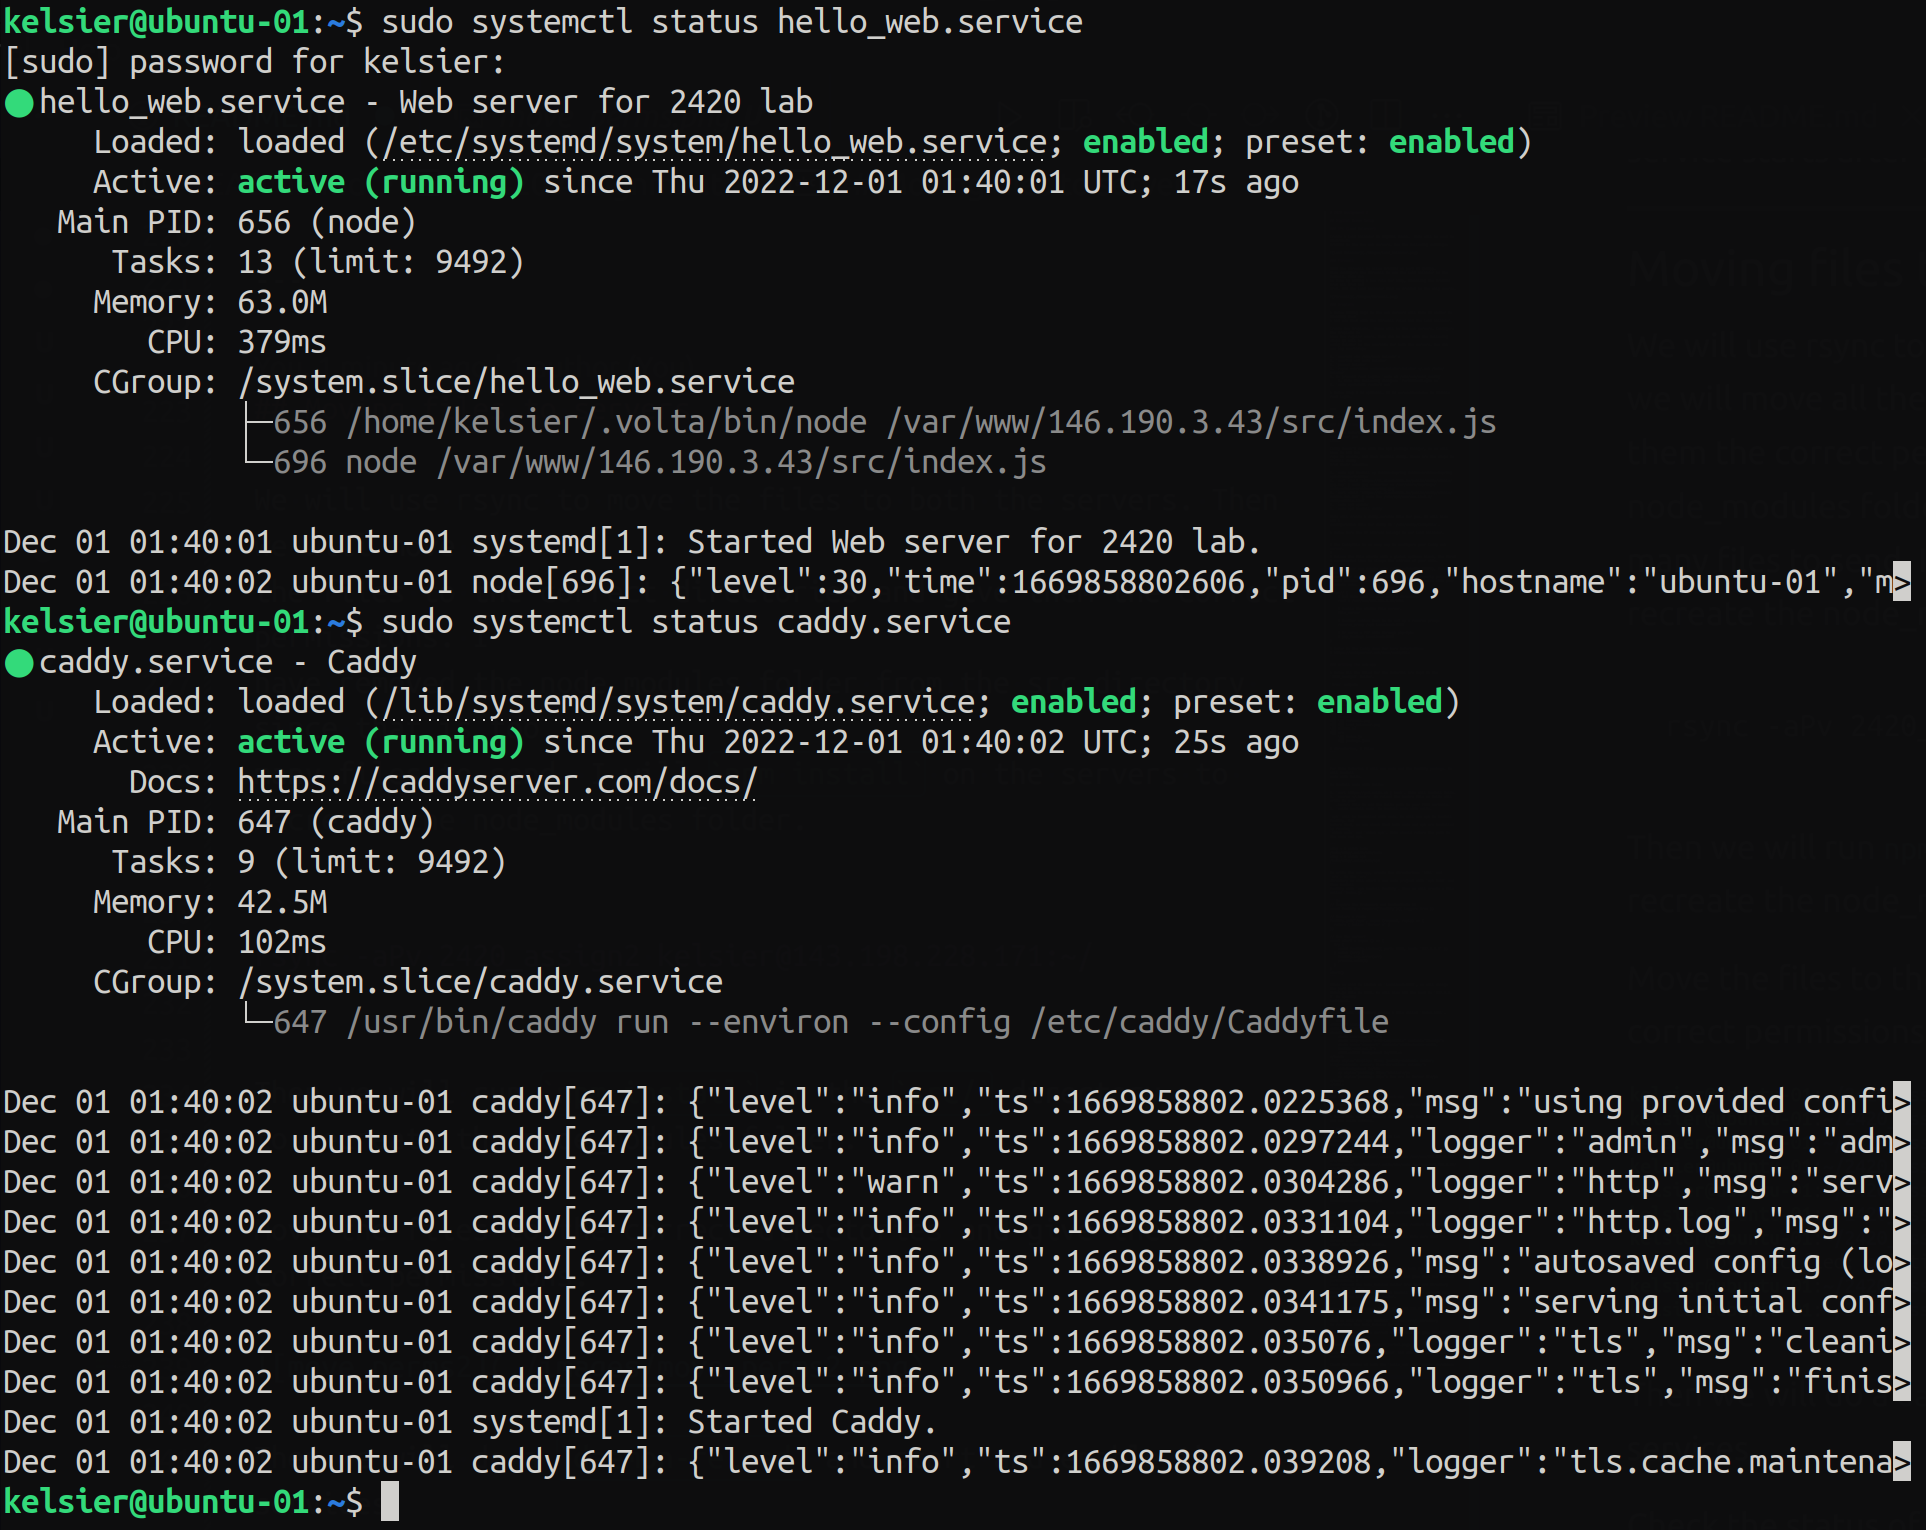 kelsier@ubuntu-01:~$ sudo systemctl status hello_web.service
[sudo] password for kelsier:
● hello_web.service - Web server for 2420 lab
     Loaded: loaded (/etc/systemd/system/hello_web.service; enabled; preset: enabled)
     Active: active (running) since Thu 2022-12-01 01:40:01 UTC; 17s ago
   Main PID: 656 (node)
      Tasks: 13 (limit: 9492)
     Memory: 63.0M
        CPU: 379ms
     CGroup: /system.slice/hello_web.service
             ├─656 /home/kelsier/.volta/bin/node /var/www/146.190.3.43/src/index.js
             └─696 node /var/www/146.190.3.43/src/index.js

Dec 01 01:40:01 ubuntu-01 systemd[1]: Started Web server for 2420 lab.
Dec 01 01:40:02 ubuntu-01 node[696]: {"level":30,"time":1669858802606,"pid":696,"hostname":"ubuntu-01","m>
kelsier@ubuntu-01:~$ sudo systemctl status caddy.service
● caddy.service - Caddy
     Loaded: loaded (/lib/systemd/system/caddy.service; enabled; preset: enabled)
     Active: active (running) since Thu 2022-12-01 01:40:02 UTC; 25s ago
       Docs: https://caddyserver.com/docs/
   Main PID: 647 (caddy)
      Tasks: 9 (limit: 9492)
     Memory: 42.5M
        CPU: 102ms
     CGroup: /system.slice/caddy.service
             └─647 /usr/bin/caddy run --environ --config /etc/caddy/Caddyfile

Dec 01 01:40:02 ubuntu-01 caddy[647]: {"level":"info","ts":1669858802.0225368,"msg":"using provided confi>
Dec 01 01:40:02 ubuntu-01 caddy[647]: {"level":"info","ts":1669858802.0297244,"logger":"admin","msg":"adm>
Dec 01 01:40:02 ubuntu-01 caddy[647]: {"level":"warn","ts":1669858802.0304286,"logger":"http","msg":"serv>
Dec 01 01:40:02 ubuntu-01 caddy[647]: {"level":"info","ts":1669858802.0331104,"logger":"http.log","msg":">
Dec 01 01:40:02 ubuntu-01 caddy[647]: {"level":"info","ts":1669858802.0338926,"msg":"autosaved config (lo>
Dec 01 01:40:02 ubuntu-01 caddy[647]: {"level":"info","ts":1669858802.0341175,"msg":"serving initial conf>
Dec 01 01:40:02 ubuntu-01 caddy[647]: {"level":"info","ts":1669858802.035076,"logger":"tls","msg":"cleani>
Dec 01 01:40:02 ubuntu-01 caddy[647]: {"level":"info","ts":1669858802.0350966,"logger":"tls","msg":"finis>
Dec 01 01:40:02 ubuntu-01 systemd[1]: Started Caddy.
Dec 01 01:40:02 ubuntu-01 caddy[647]: {"level":"info","ts":1669858802.039208,"logger":"tls.cache.maintena>
kelsier@ubuntu-01:~$